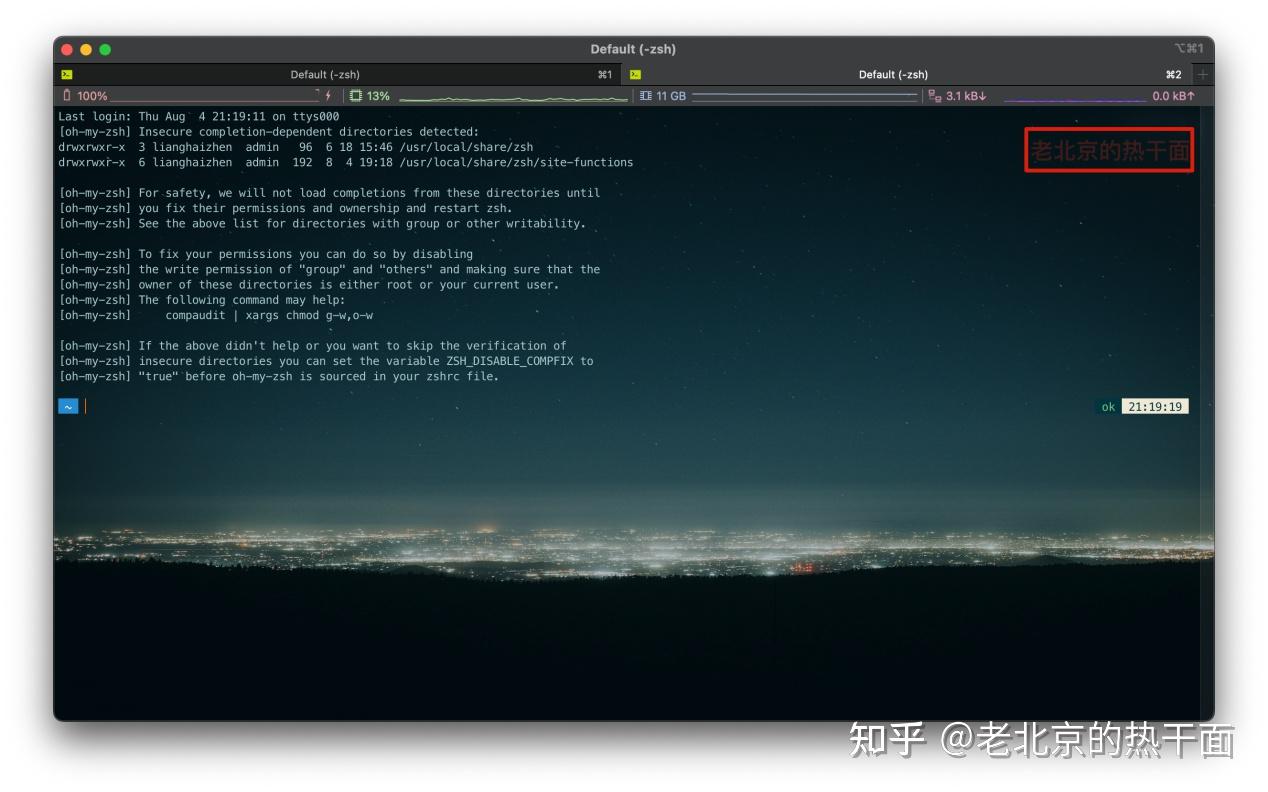 Default (-zsh)
⌥⌘1
Default (-zsh) ⌘1
Default (-zsh) ⌘2
100% 13% 11 GB 3.1 kB↓ 0.0 kB↑
Last login: Thu Aug  4 21:19:11 on ttys000
[oh-my-zsh] Insecure completion-dependent directories detected:
drwxrwxr-x  3 lianghaizhen  admin   96  6 18 15:46 /usr/local/share/zsh
drwxrwxr-x  6 lianghaizhen  admin  192  8  4 19:18 /usr/local/share/zsh/site-functions
老北京的热干面
[oh-my-zsh] For safety, we will not load completions from these directories until
[oh-my-zsh] you fix their permissions and ownership and restart zsh.
[oh-my-zsh] See the above list for directories with group or other writability.
[oh-my-zsh] To fix your permissions you can do so by disabling
[oh-my-zsh] the write permission of "group" and "others" and making sure that the
[oh-my-zsh] owner of these directories is either root or your current user.
[oh-my-zsh] The following command may help:
[oh-my-zsh]     compaudit | xargs chmod g-w,o-w
[oh-my-zsh] If the above didn't help or you want to skip the verification of
[oh-my-zsh] insecure directories you can set the variable ZSH_DISABLE_COMPFIX to
[oh-my-zsh] "true" before oh-my-zsh is sourced in your zshrc file.
~ ok 21:19:19
知乎 @老北京的热干面